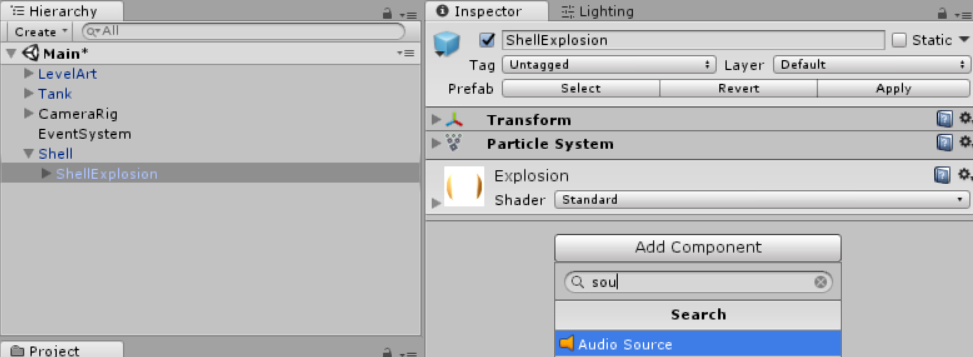 Hierarchy
Create
All
Main*
LevelArt
Tank
CameraRig
EventSystem
Shell
ShellExplosion
Project
Inspector
Lighting
ShellExplosion
Static
Tag Untagged Layer Default
Prefab Select Revert Apply
Transform
Particle System
Explosion
Shader Standard
Add Component
sou
Search
Audio Source